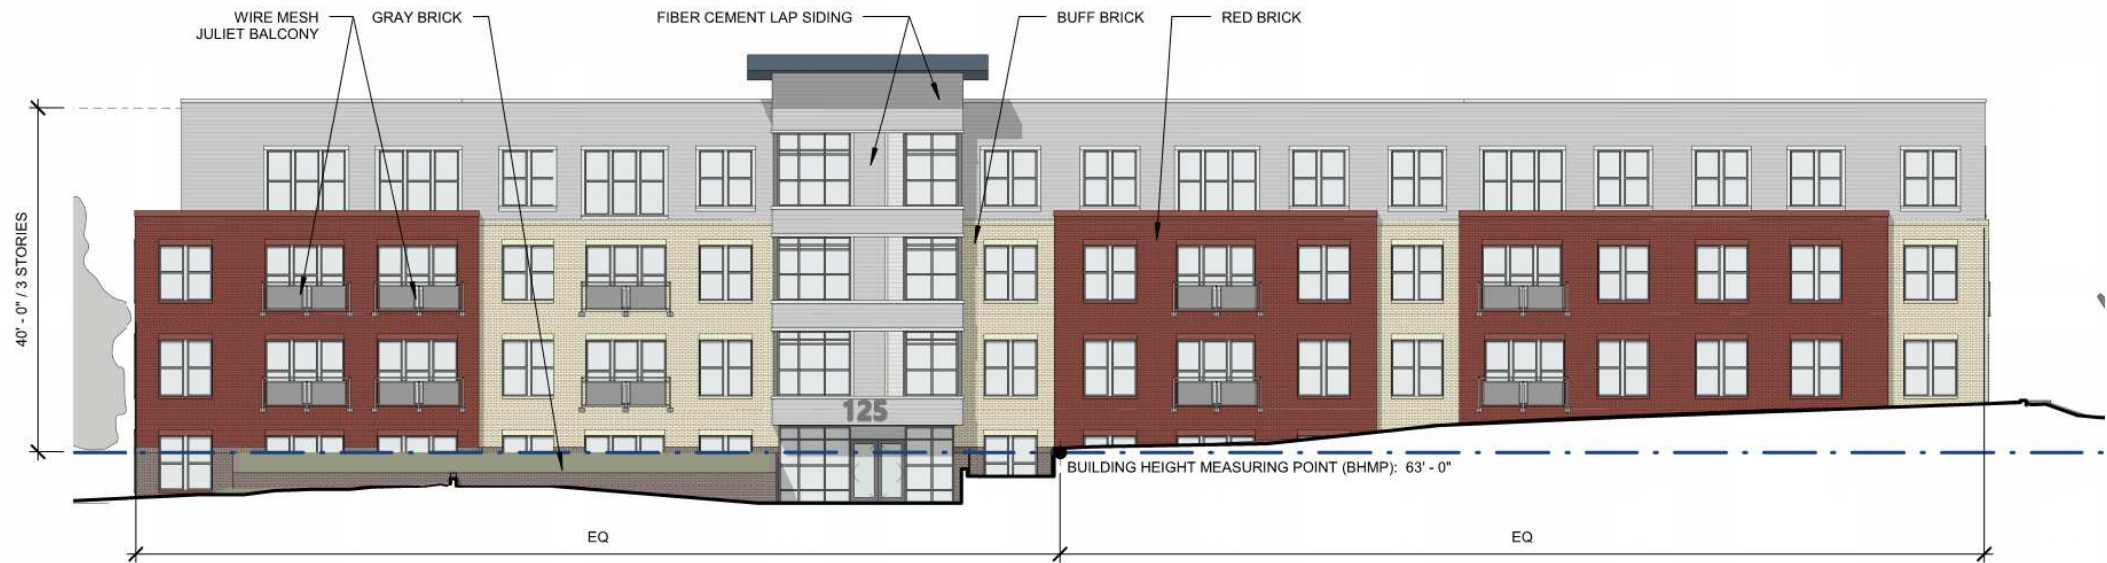 WIRE MESH
JULIET BALCONY
GRAY BRICK
FIBER CEMENT LAP SIDING
BUFF BRICK
RED BRICK
40' - 0" / 3 STORIES
125
BUILDING HEIGHT MEASURING POINT (BHMP): 63' - 0"
EQ
EQ